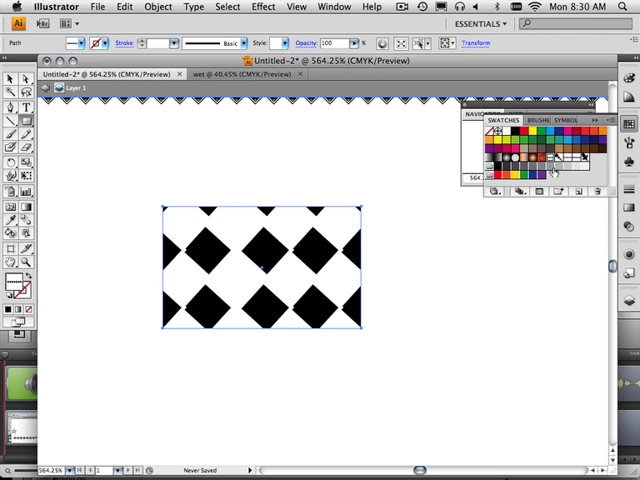 Illustrator File Edit Object Type Select Effect View Window Help Mon 8:30 AM
ESSENTIALS
Path Stroke: Basic Style: Opacity: 100 % Transform
Untitled-2* @ 564.25% (CMYK/Preview)
Untitled-2* @ 564.25% (CMYK/Preview) wet @ 40.45% (CMYK/Preview)
Layer 1
SWATCHES BRUSHE SYMBOL
564.25% 1 Never Saved